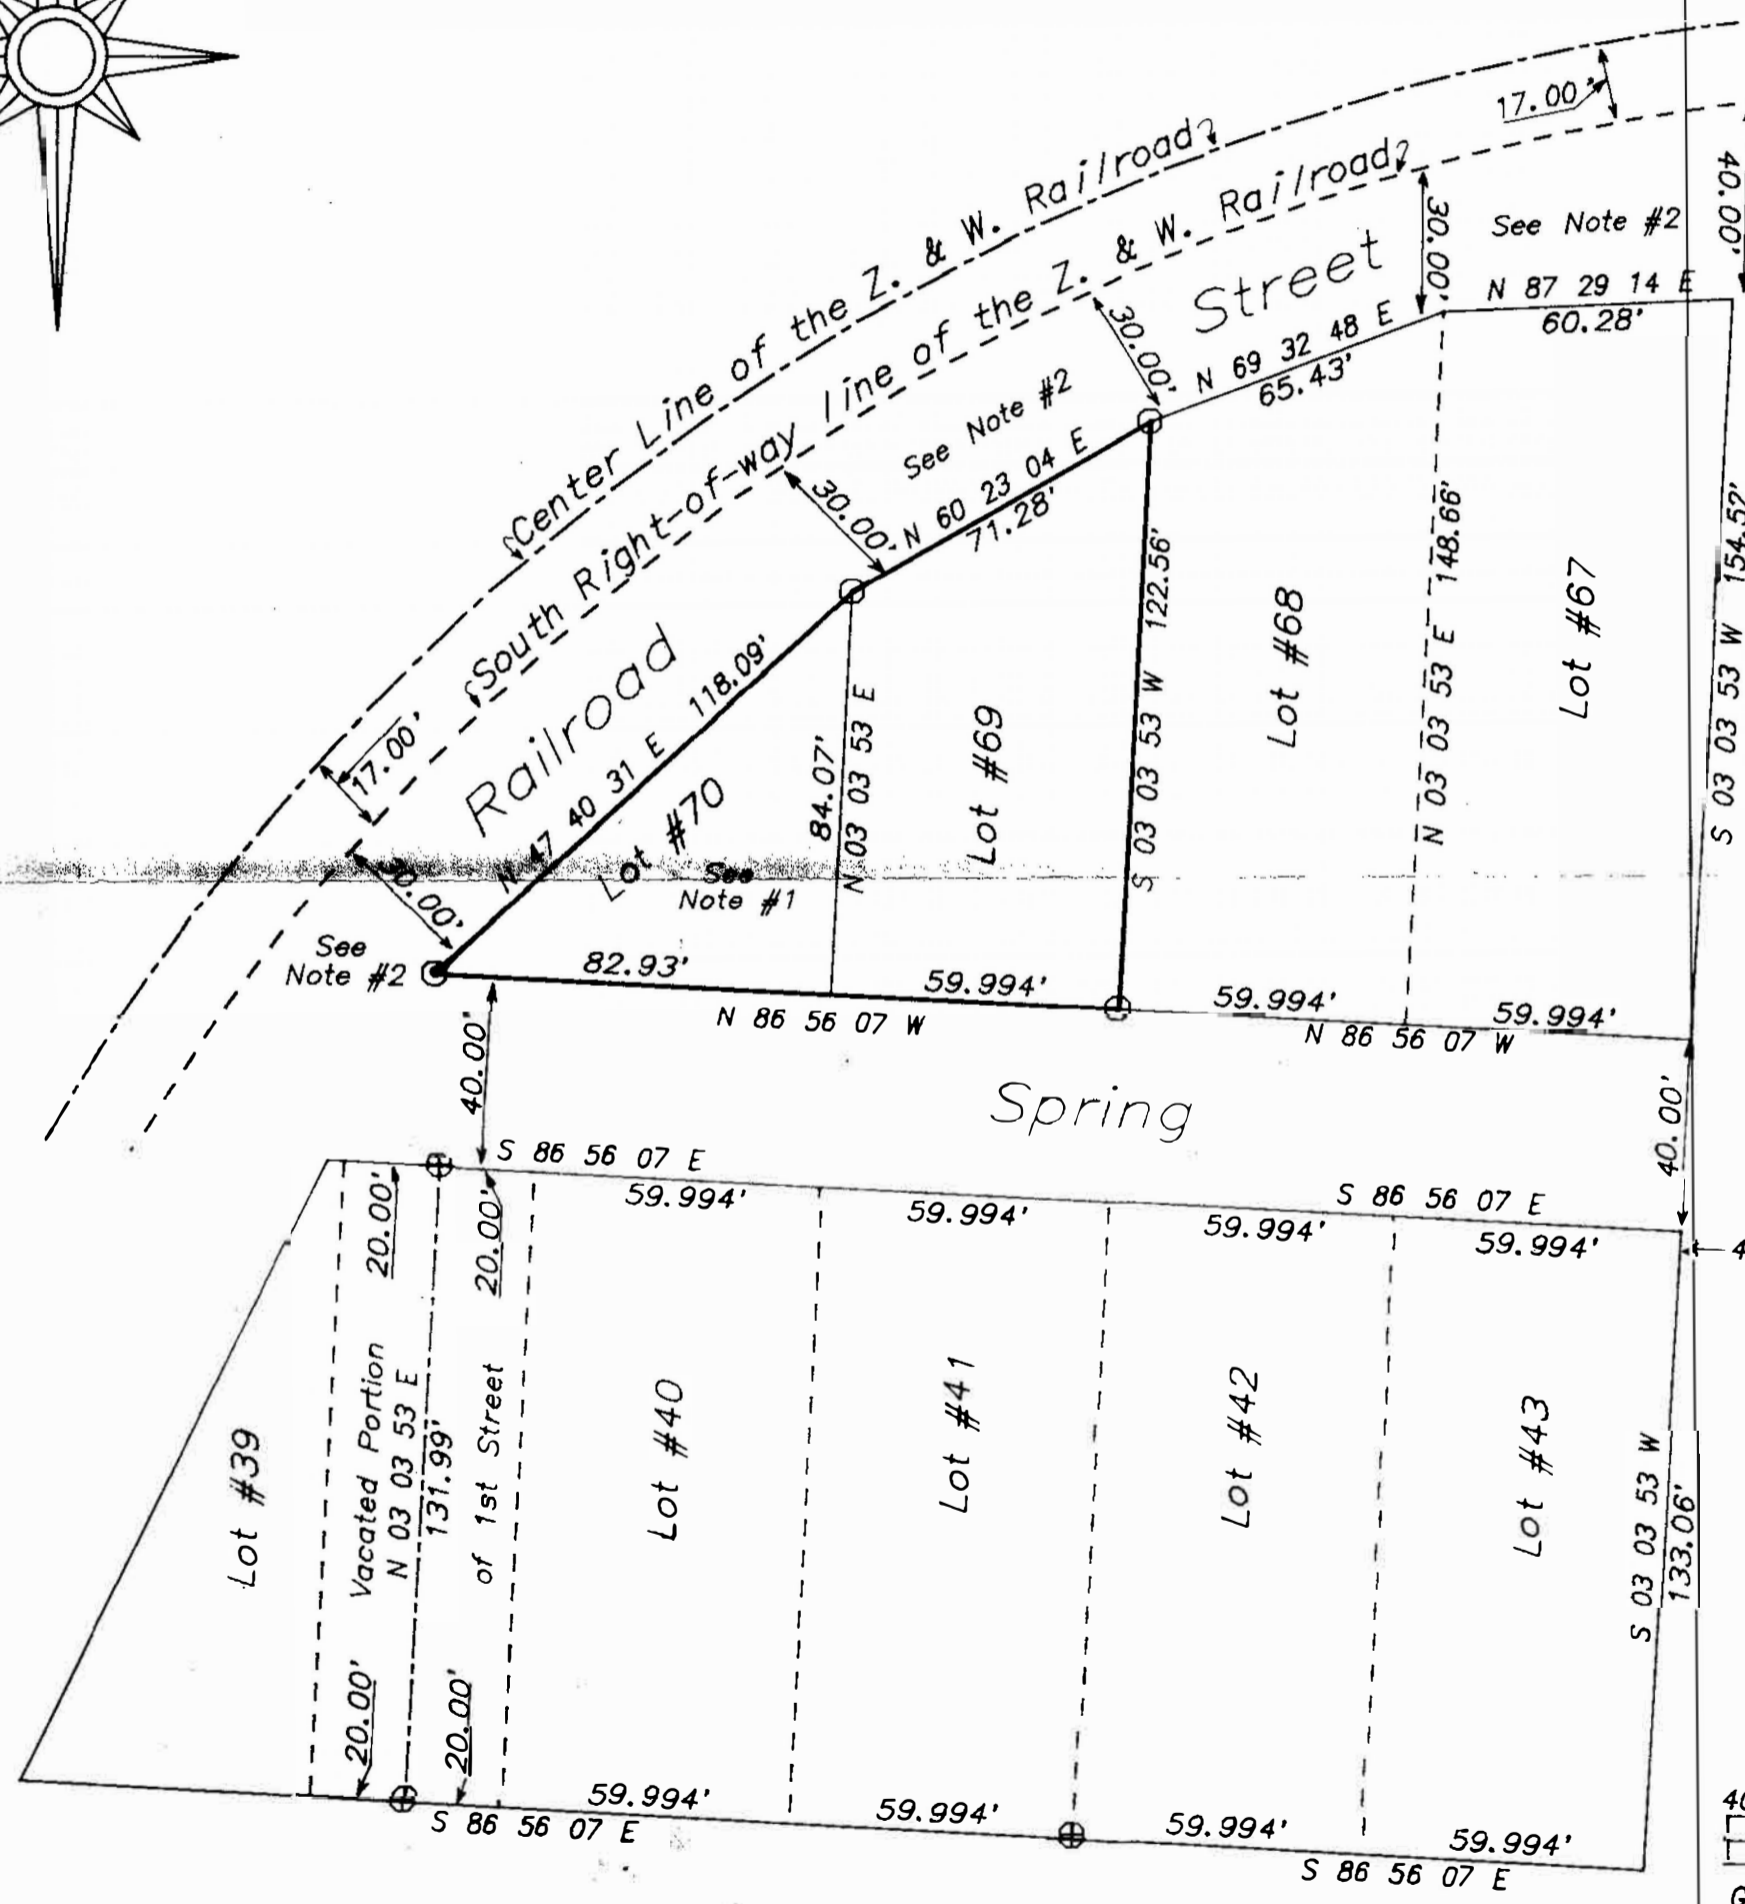 17.00'
40.00'
Center Line of the Z. & W. Railroad
South Right-of-way line of the Z. & W. Railroad
30.00'
See Note #2
N 87 29 14 E
60.28'
Railroad Street
30.00'
N 69 32 48 E
65.43'
See Note #2
30.00'
N 60 23 04 E
71.28'
17.00'
N 47 40 31 E 118.09'
30.00'
See
Note #2
Lot #70
See
Note #1
84.07'
N 03 03 53 E
Lot #69
S 03 03 53 W 122.56'
Lot #68
N 03 03 53 E 148.66'
Lot #67
S 03 03 53 W 154.52'
82.93'
59.994'
59.994'
59.994'
N 86 56 07 W
N 86 56 07 W
40.00'
Spring
40.00'
S 86 56 07 E
S 86 56 07 E
59.994'
59.994'
59.994'
59.994'
4
20.00'
20.00'
Lot #39
Vacated Portion
N 03 03 53 E
131.99'
of 1st Street
Lot #40
Lot #41
Lot #42
Lot #43
S 03 03 53 W
133.06'
20.00'
20.00'
59.994'
59.994'
59.994'
59.994'
S 86 56 07 E
S 86 56 07 E
40